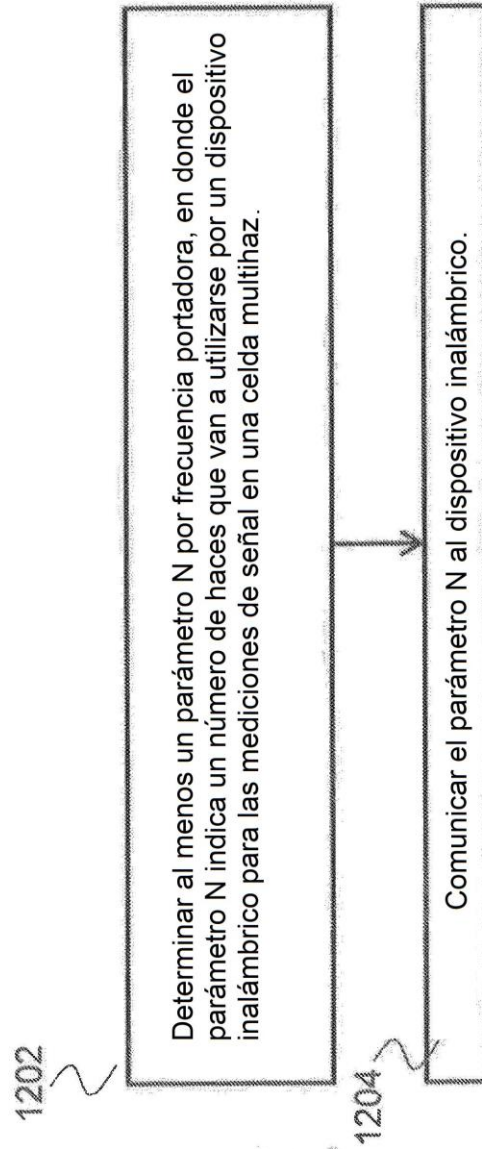 1202
Determinar al menos un parámetro N por frecuencia portadora, en donde el
parámetro N indica un número de haces que van a utilizarse por un dispositivo
inalámbrico para las mediciones de señal en una celda multihaz.
1204
Comunicar el parámetro N al dispositivo inalámbrico.